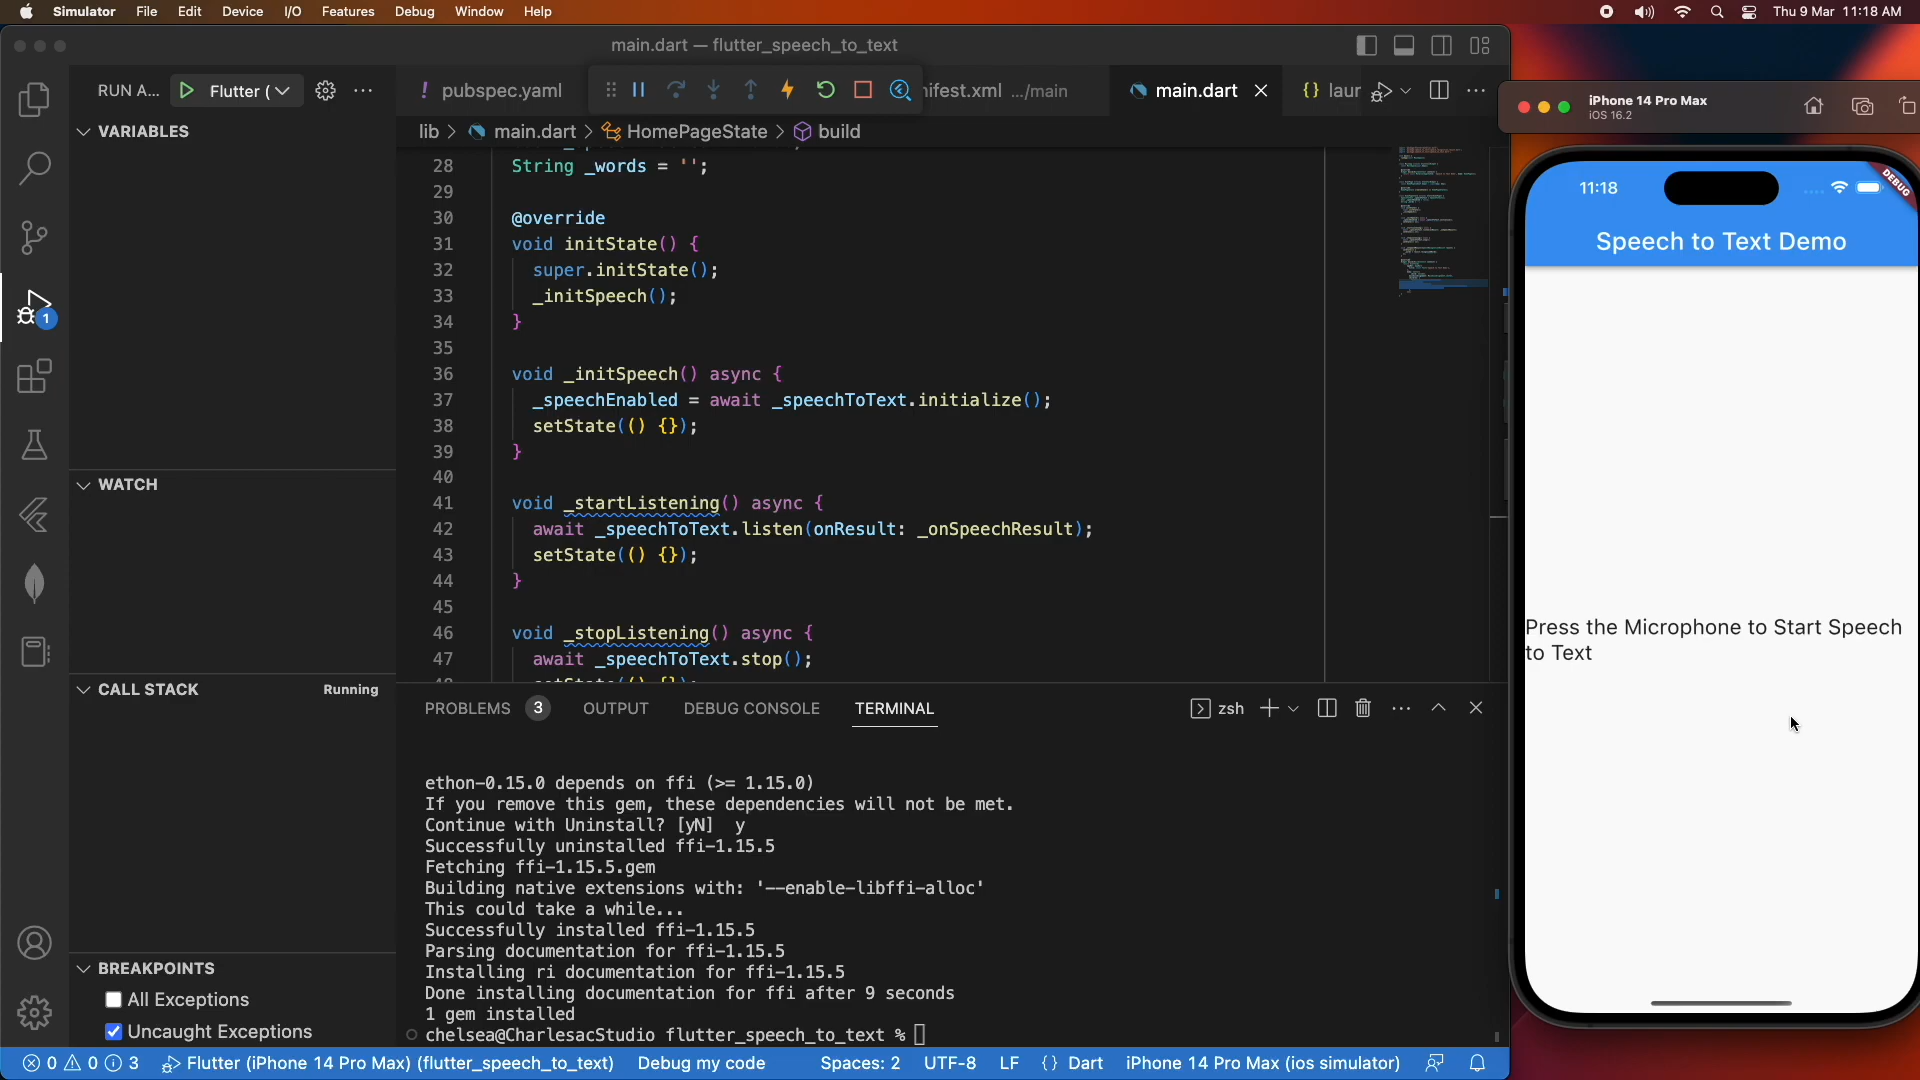 Simulator File Edit Device I/O Features Debug Window Help
Thu 9 Mar 11:18 AM
main.dart — flutter_speech_to_text
RUN A... Flutter (
! pubspec.yaml
ifest.xml .../main
main.dart
{} laur
iPhone 14 Pro Max
iOS 16.2
VARIABLES
lib > main.dart > HomePageState > build
28 String _words = '';
29
30 @override
31 void initState() {
32 super.initState();
33 _initSpeech();
34 }
35
36 void _initSpeech() async {
37 _speechEnabled = await _speechToText.initialize();
38 setState(() {});
39 }
40
41 void _startListening() async {
42 await _speechToText.listen(onResult: _onSpeechResult);
43 setState(() {});
44 }
45
46 void _stopListening() async {
47 await _speechToText.stop();
1
WATCH
CALL STACK Running
BREAKPOINTS
All Exceptions
Uncaught Exceptions
PROBLEMS 3 OUTPUT DEBUG CONSOLE TERMINAL
zsh
ethon-0.15.0 depends on ffi (>= 1.15.0)
If you remove this gem, these dependencies will not be met.
Continue with Uninstall? [yN] y
Successfully uninstalled ffi-1.15.5
Fetching ffi-1.15.5.gem
Building native extensions with: '--enable-libffi-alloc'
This could take a while...
Successfully installed ffi-1.15.5
Parsing documentation for ffi-1.15.5
Installing ri documentation for ffi-1.15.5
Done installing documentation for ffi after 9 seconds
1 gem installed
chelsea@CharlesacStudio flutter_speech_to_text %
11:18
DEBUG
Speech to Text Demo
Press the Microphone to Start Speech
to Text
0 0 3 Flutter (iPhone 14 Pro Max) (flutter_speech_to_text) Debug my code Spaces: 2 UTF-8 LF {} Dart iPhone 14 Pro Max (ios simulator)